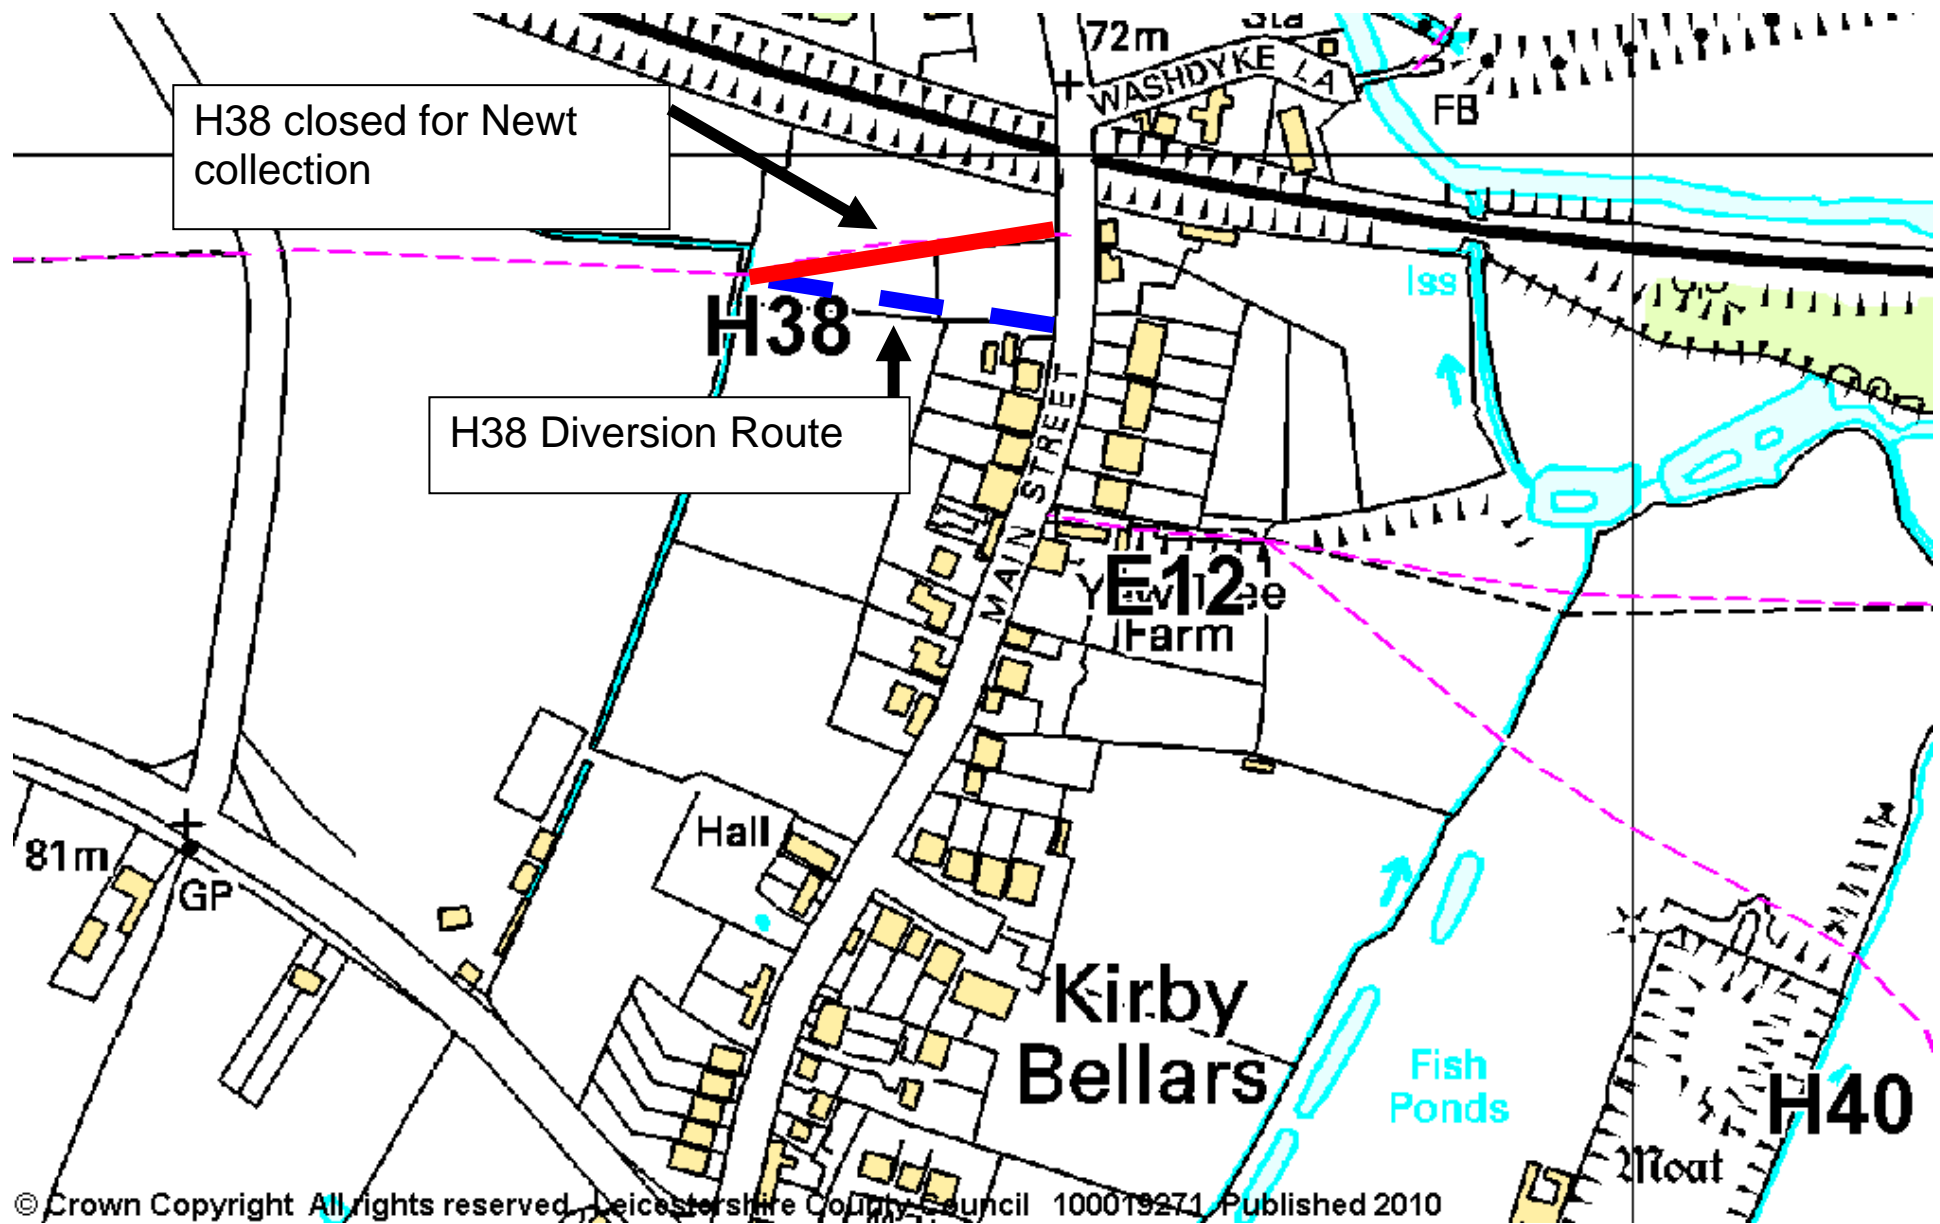 72m
WASHDYKE LA
FB
H38 closed for Newt
collection
Iss
H38
H38 Diversion Route
MAIN STREET
E12
Farm
Hall
81m
GP
Kirby
Bellars
Fish
Ponds
H40
Moat
© Crown Copyright All rights reserved Leicestershire County Council 100019271 Published 2010